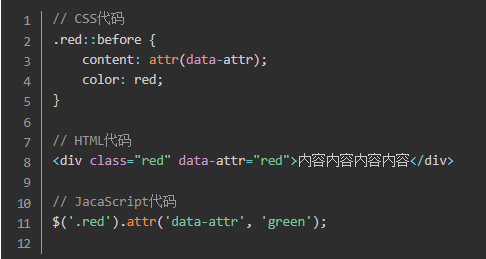 1 // CSS代码
2 .red::before {
3     content: attr(data-attr);
4     color: red;
5 }
6
7 // HTML代码
8 <div class="red" data-attr="red">内容内容内容内容</div>
9
10 // JacaScript代码
11 $('.red').attr('data-attr', 'green');
12